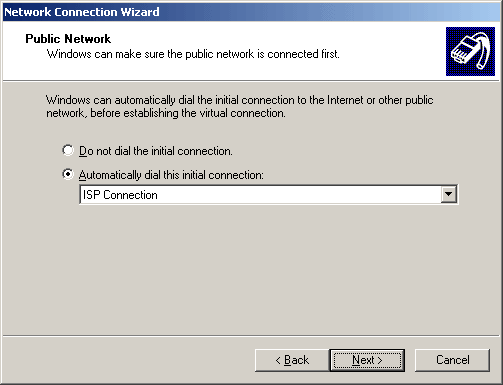 Network Connection Wizard
Public Network
Windows can make sure the public network is connected first.
Windows can automatically dial the initial connection to the Internet or other public
network, before establishing the virtual connection.
Do not dial the initial connection.
Automatically dial this initial connection:
ISP Connection
< Back
Next >
Cancel